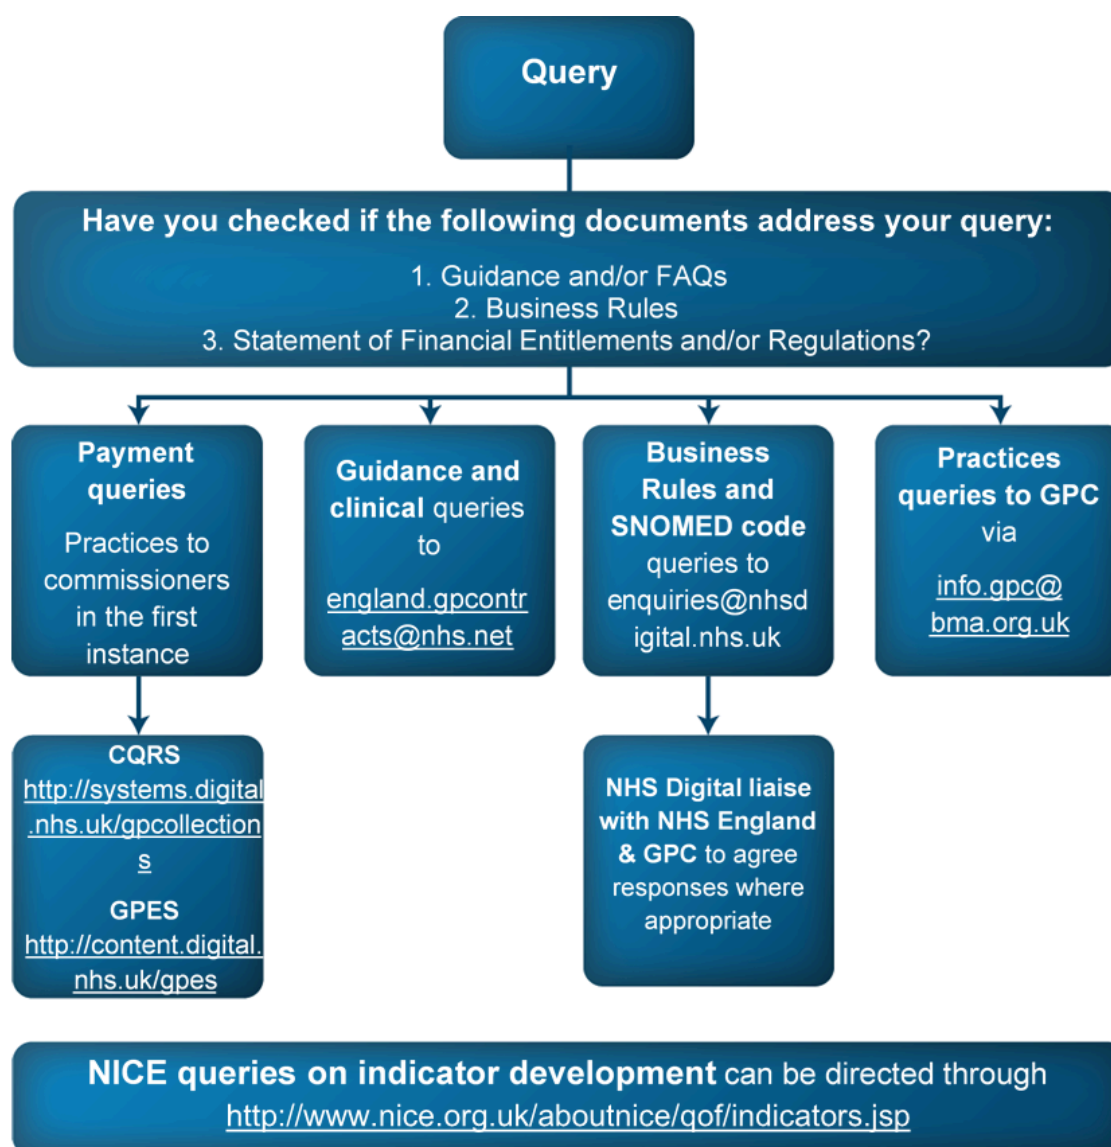 Query
Have you checked if the following documents address your query:
1. Guidance and/or FAQs
2. Business Rules
3. Statement of Financial Entitlements and/or Regulations?
Payment
queries
Practices to
commissioners
in the first
instance
Guidance and
clinical queries
to
england.gpcontr
acts@nhs.net
Business
Rules and
SNOMED code
queries to
enquiries@nhsd
igital.nhs.uk
Practices
queries to GPC
via
info.gpc@
bma.org.uk
CQRS
http://systems.digital
.nhs.uk/gpcollection
s
GPES
http://content.digital.
nhs.uk/gpes
NHS Digital liaise
with NHS England
& GPC to agree
responses where
appropriate
NICE queries on indicator development can be directed through
http://www.nice.org.uk/aboutnice/qof/indicators.jsp